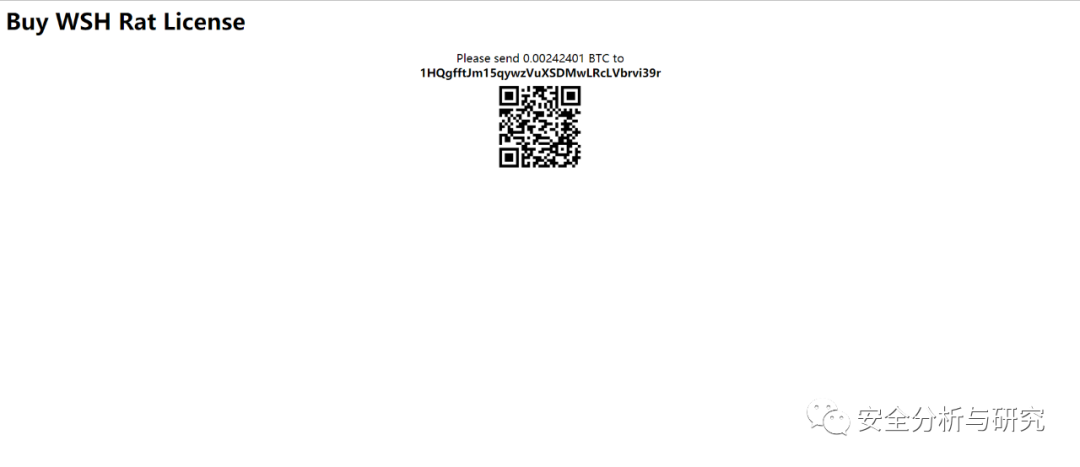 Buy WSH Rat License
Please send 0.00242401 BTC to
1HQgfftJm15qywzVuXSDMwLRcLVbrvi39r
安全分析与研究